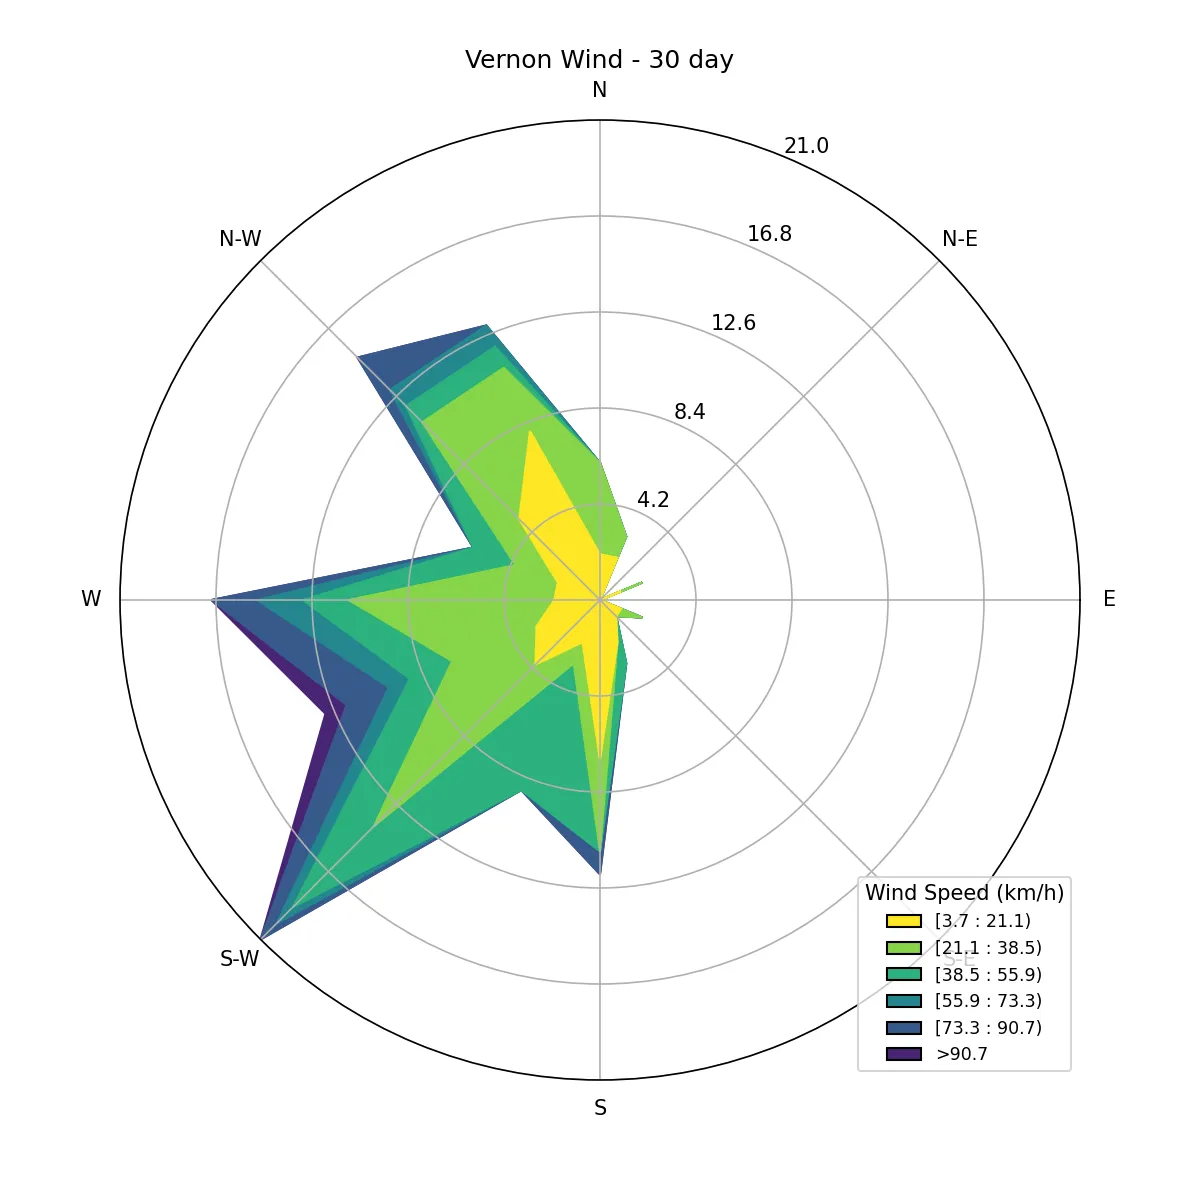 Vernon Wind - 30 day
N
21.0
N-W
N-E
16.8
12.6
8.4
4.2
W
E
S-W
S-E
S
Wind Speed (km/h)
[3.7 : 21.1)
[21.1 : 38.5)
[38.5 : 55.9)
[55.9 : 73.3)
[73.3 : 90.7)
>90.7